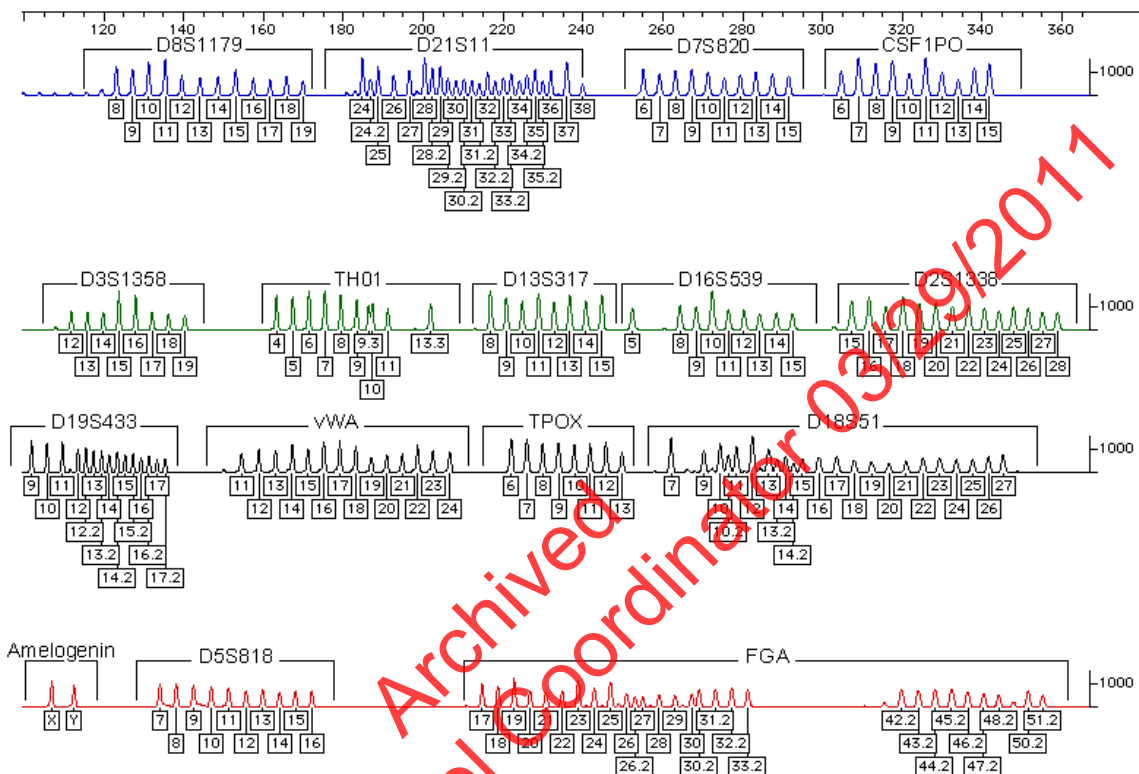 120 140 160 180 200 220 240 260 280 300 320 340 360
D8S1179 D21S11 D7S820 CSF1PO
1000
8 10 12 14 16 18 24 26 28 30 32 34 36 38 6 8 10 12 14 6 8 10 12 14
9 11 13 15 17 19 24.2 27 29 31 33 35 37 7 9 11 13 15 7 9 11 13 15
25 28.2 31.2 34.2
29.2 32.2 35.2
30.2 33.2
D3S1358 TH01 D13S317 D16S539 D2S1338
1000
12 14 16 18 4 6 8 9.3 13.3 8 10 12 14 5 8 10 12 14 15 17 19 21 23 25 27
13 15 17 19 5 7 9 11 9 11 13 15 9 11 13 15 16 18 20 22 24 26 28
10
D19S433 vWA TPOX D18S51
1000
9 11 13 15 17 11 13 15 17 19 21 23 6 8 10 12 7 9 11 13 15 17 19 21 23 25 27
10 12 14 16 12 14 16 18 20 22 24 7 9 11 13 10 12 14 16 18 20 22 24 26
12.2 15.2 10.2 13.2
13.2 16.2 14.2
14.2 17.2
Amelogenin D5S818 FGA
1000
X Y 7 9 11 13 15 17 19 21 23 25 27 29 31.2 42.2 45.2 48.2 51.2
8 10 12 14 16 18 20 22 24 26 28 30 32.2 43.2 46.2 50.2
26.2 30.2 33.2 44.2 47.2
Archived
Coordinator 03/29/2011